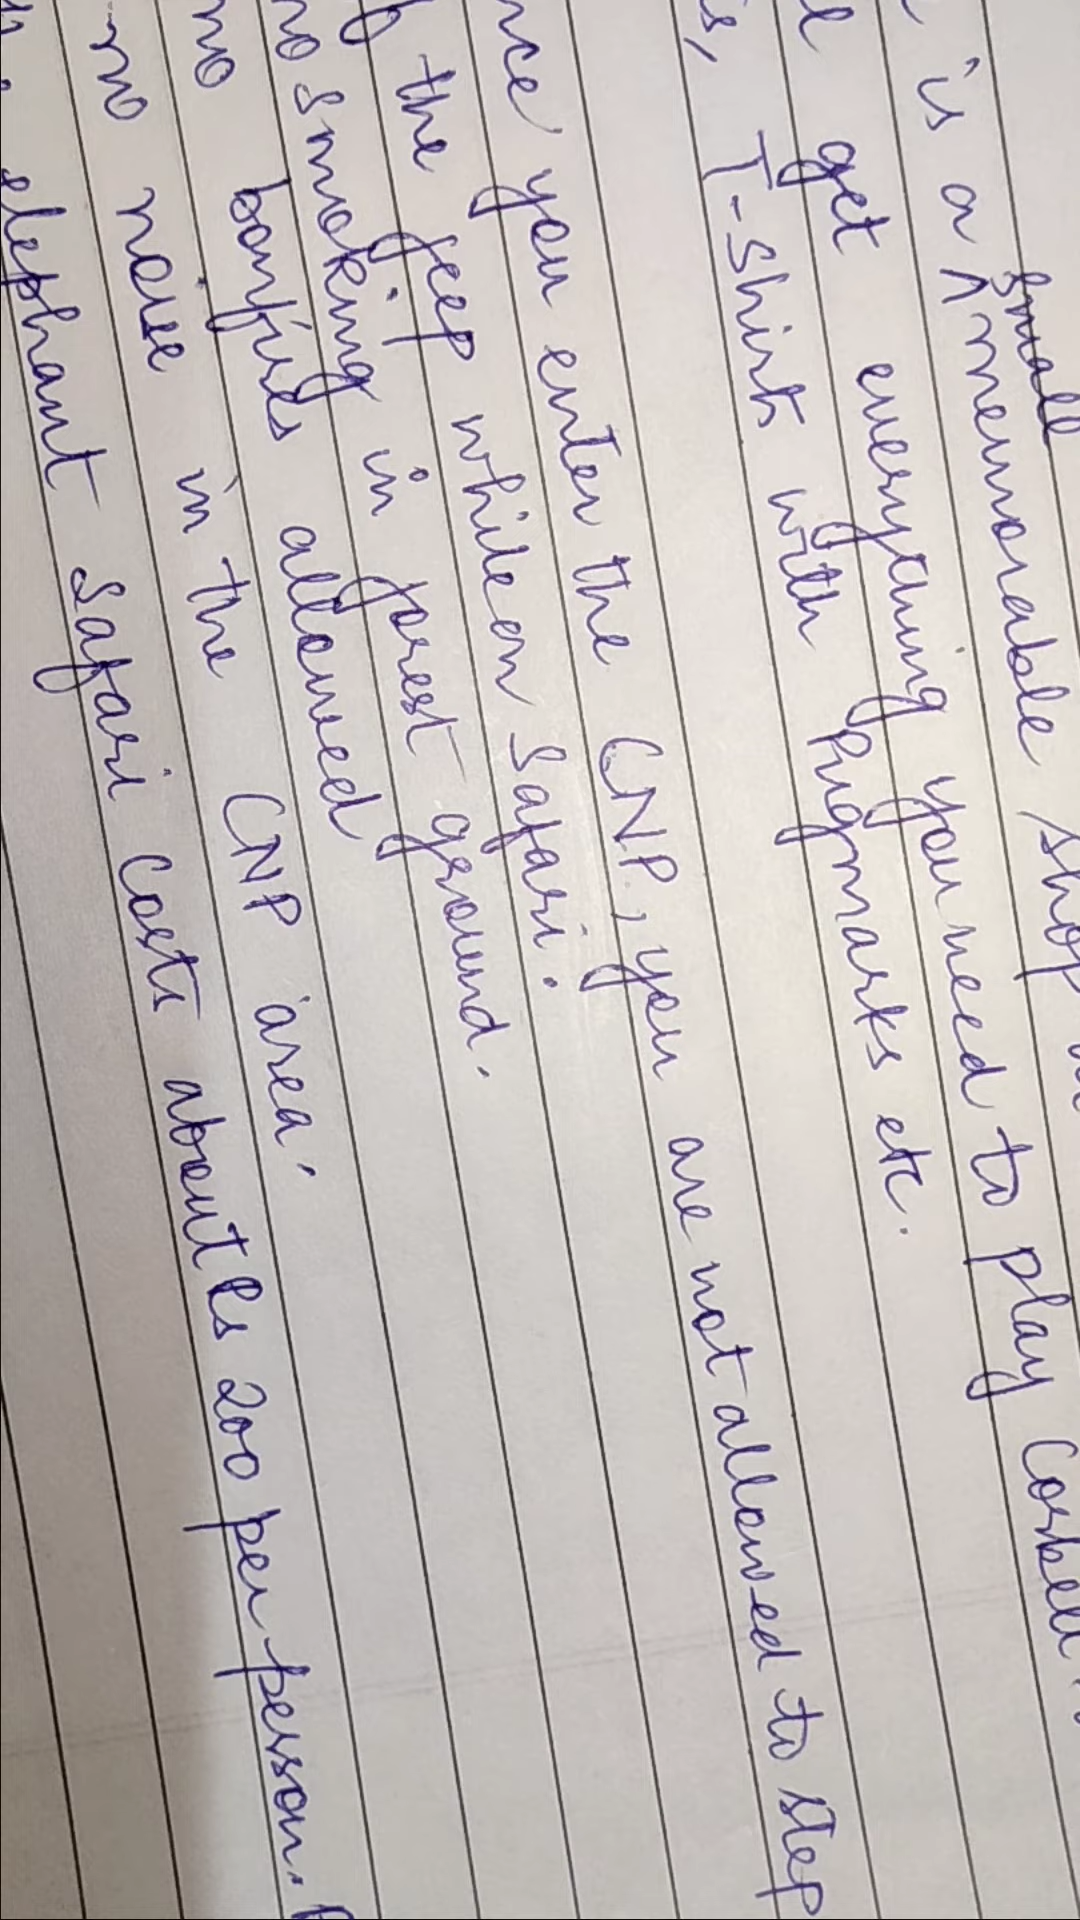 is a small memorable shop
get everything you need to play Corbett
T-Shirt with Pugmarks etc.
you enter the CNP, you are not allowed to step
the jeep while on Safari.
no smoking in forest ground.
no bonfires allowed
no noise in the CNP area.
elephant Safari Costs about Rs 200 per person.